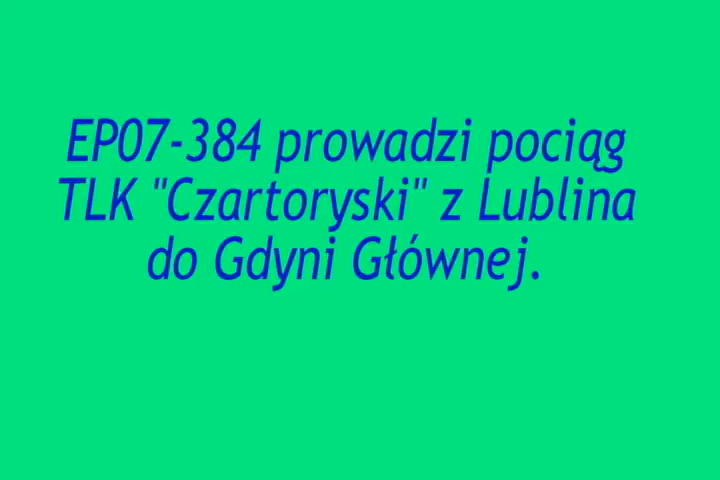 EP07-384 prowadzi pociąg
TLK "Czartoryski" z Lublina
do Gdyni Głównej.